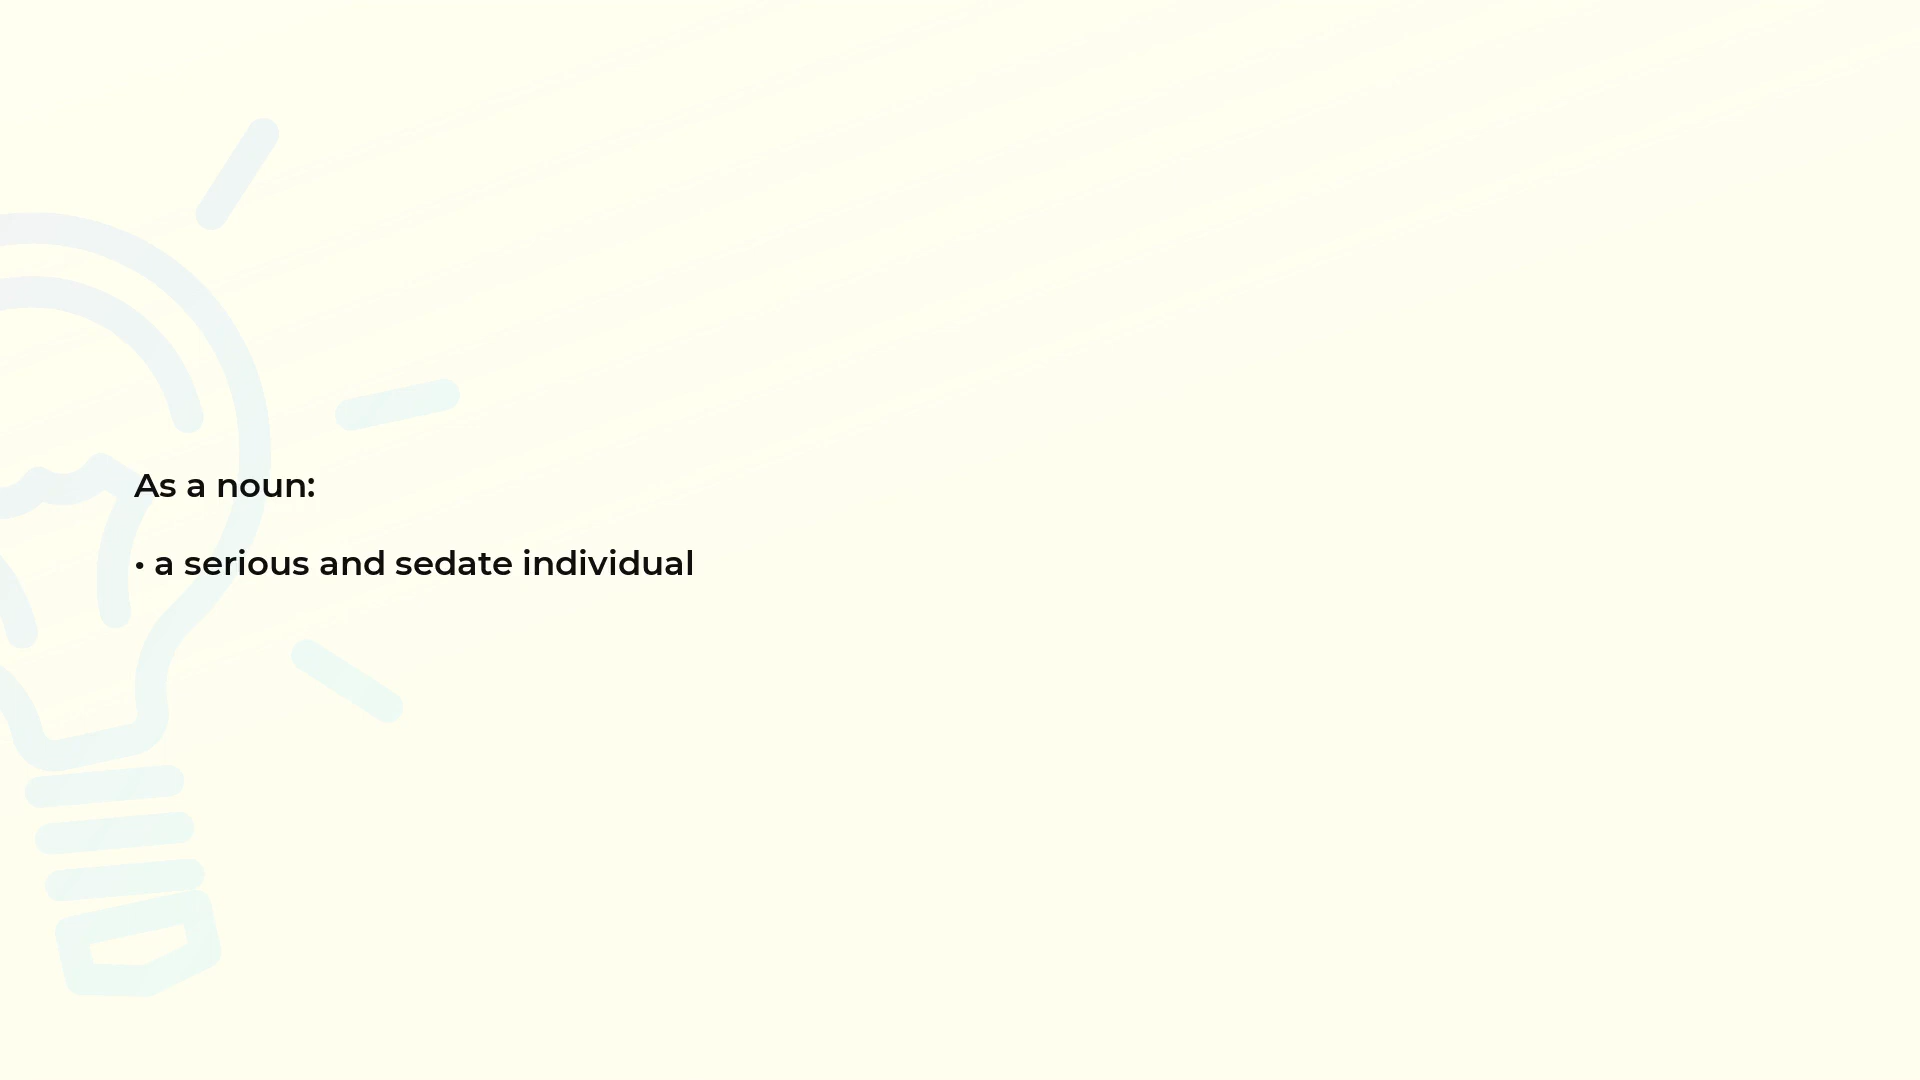 As a noun:
• a serious and sedate individual